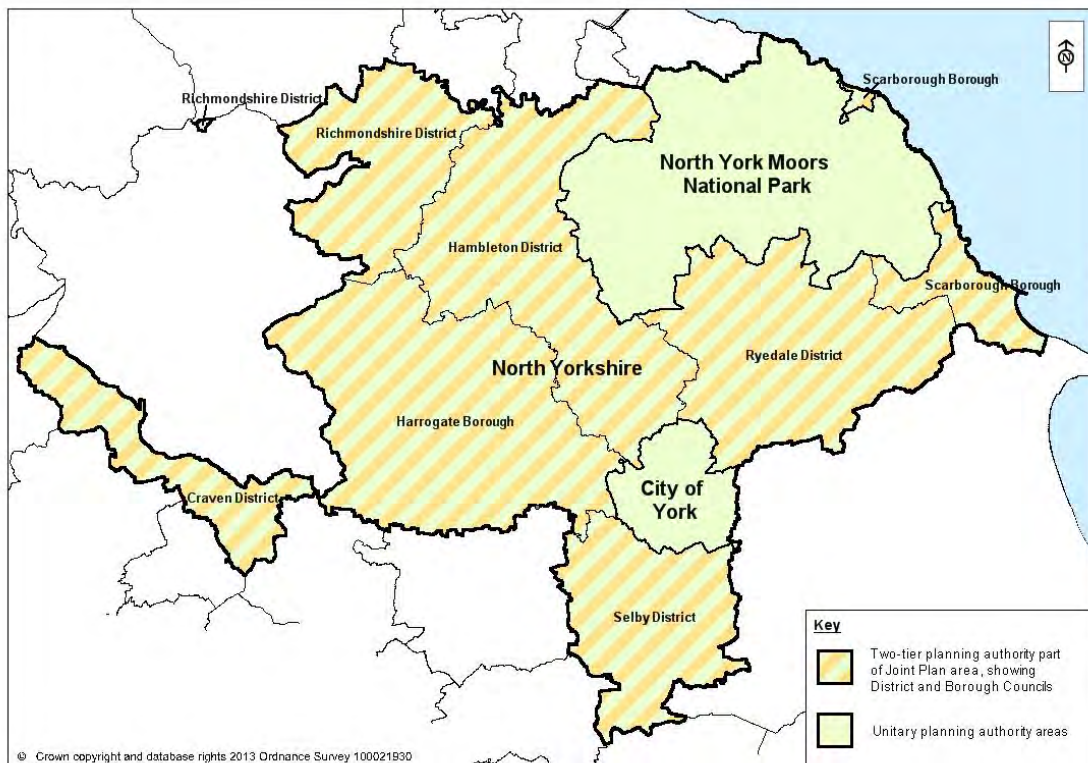 N
Scarborough Borough
Richmondshire District
Richmondshire District
North York Moors
National Park
Hambleton District
Scarborough Borough
Ryedale District
North Yorkshire
Harrogate Borough
Craven District
City of
York
Selby District
Key
Two-tier planning authority part
of Joint Plan area, showing
District and Borough Councils
Unitary planning authority areas
© Crown copyright and database rights 2013 Ordnance Survey 100021930